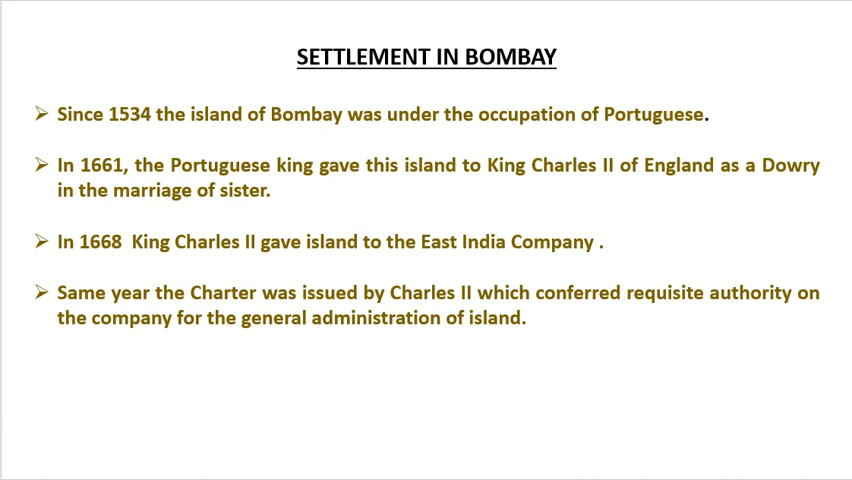 SETTLEMENT IN BOMBAY
➢ Since 1534 the island of Bombay was under the occupation of Portuguese.
➢ In 1661, the Portuguese king gave this island to King Charles II of England as a Dowry
in the marriage of sister.
➢ In 1668 King Charles II gave island to the East India Company .
➢ Same year the Charter was issued by Charles II which conferred requisite authority on
the company for the general administration of island.